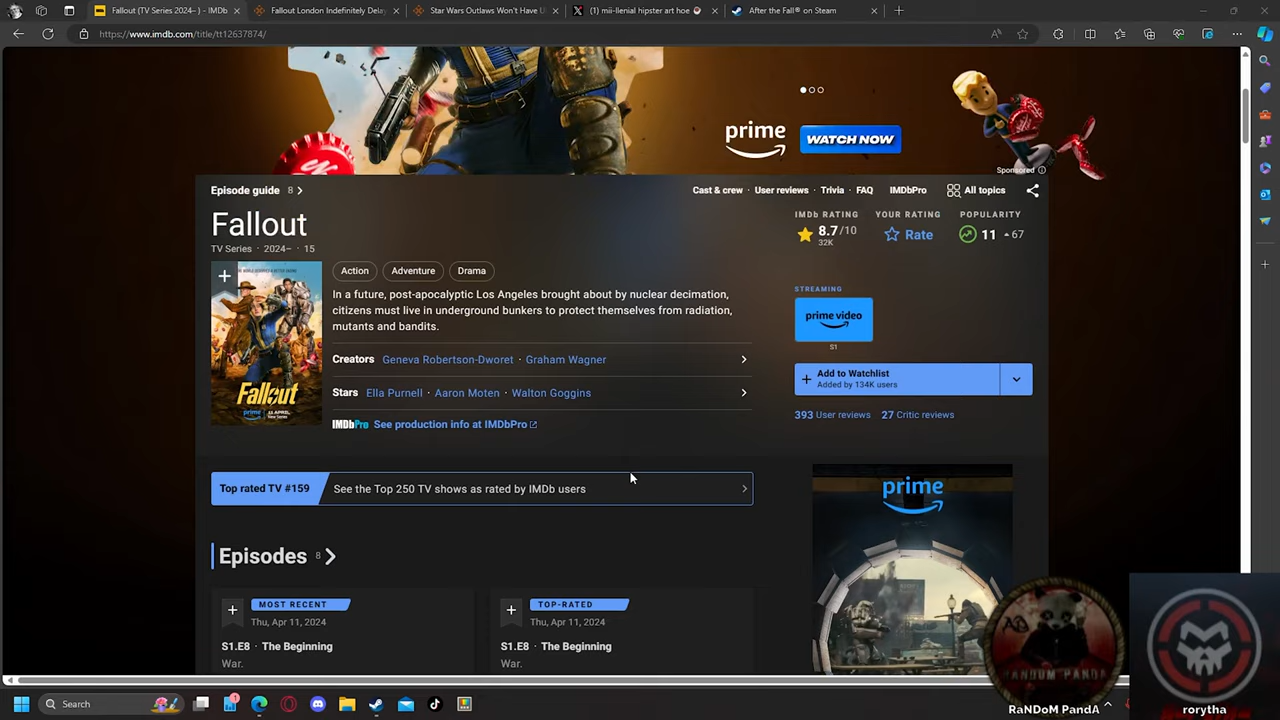 Fallout (TV Series 2024– ) - IMDb
Fallout London Indefinitely Dela
Star Wars Outlaws Won't Have U
(1) mii-llenial hipster art hoe
After the Fall® on Steam
https://www.imdb.com/title/tt12637874/
prime
WATCH NOW
Sponsored
Episode guide 8
Cast & crew · User reviews · Trivia · FAQ
IMDbPro
All topics
Fallout
TV Series · 2024– · 15
IMDb RATING
YOUR RATING
POPULARITY
8.7/10
32K
Rate
11
67
Action
Adventure
Drama
In a future, post-apocalyptic Los Angeles brought about by nuclear decimation,
citizens must live in underground bunkers to protect themselves from radiation,
mutants and bandits.
STREAMING
prime video
S1
Creators Geneva Robertson-Dworet · Graham Wagner
Add to Watchlist
Added by 134K users
Stars Ella Purnell · Aaron Moten · Walton Goggins
393 User reviews 27 Critic reviews
Fallout
prime
11 APRIL
IMDbPro See production info at IMDbPro
Top rated TV #159
See the Top 250 TV shows as rated by IMDb users
prime
Episodes 8
MOST RECENT
Thu, Apr 11, 2024
S1.E8 · The Beginning
War.
TOP-RATED
Thu, Apr 11, 2024
S1.E8 · The Beginning
War.
RANDOM PANDA
RaNDoM PandA
rorytha
Search
1